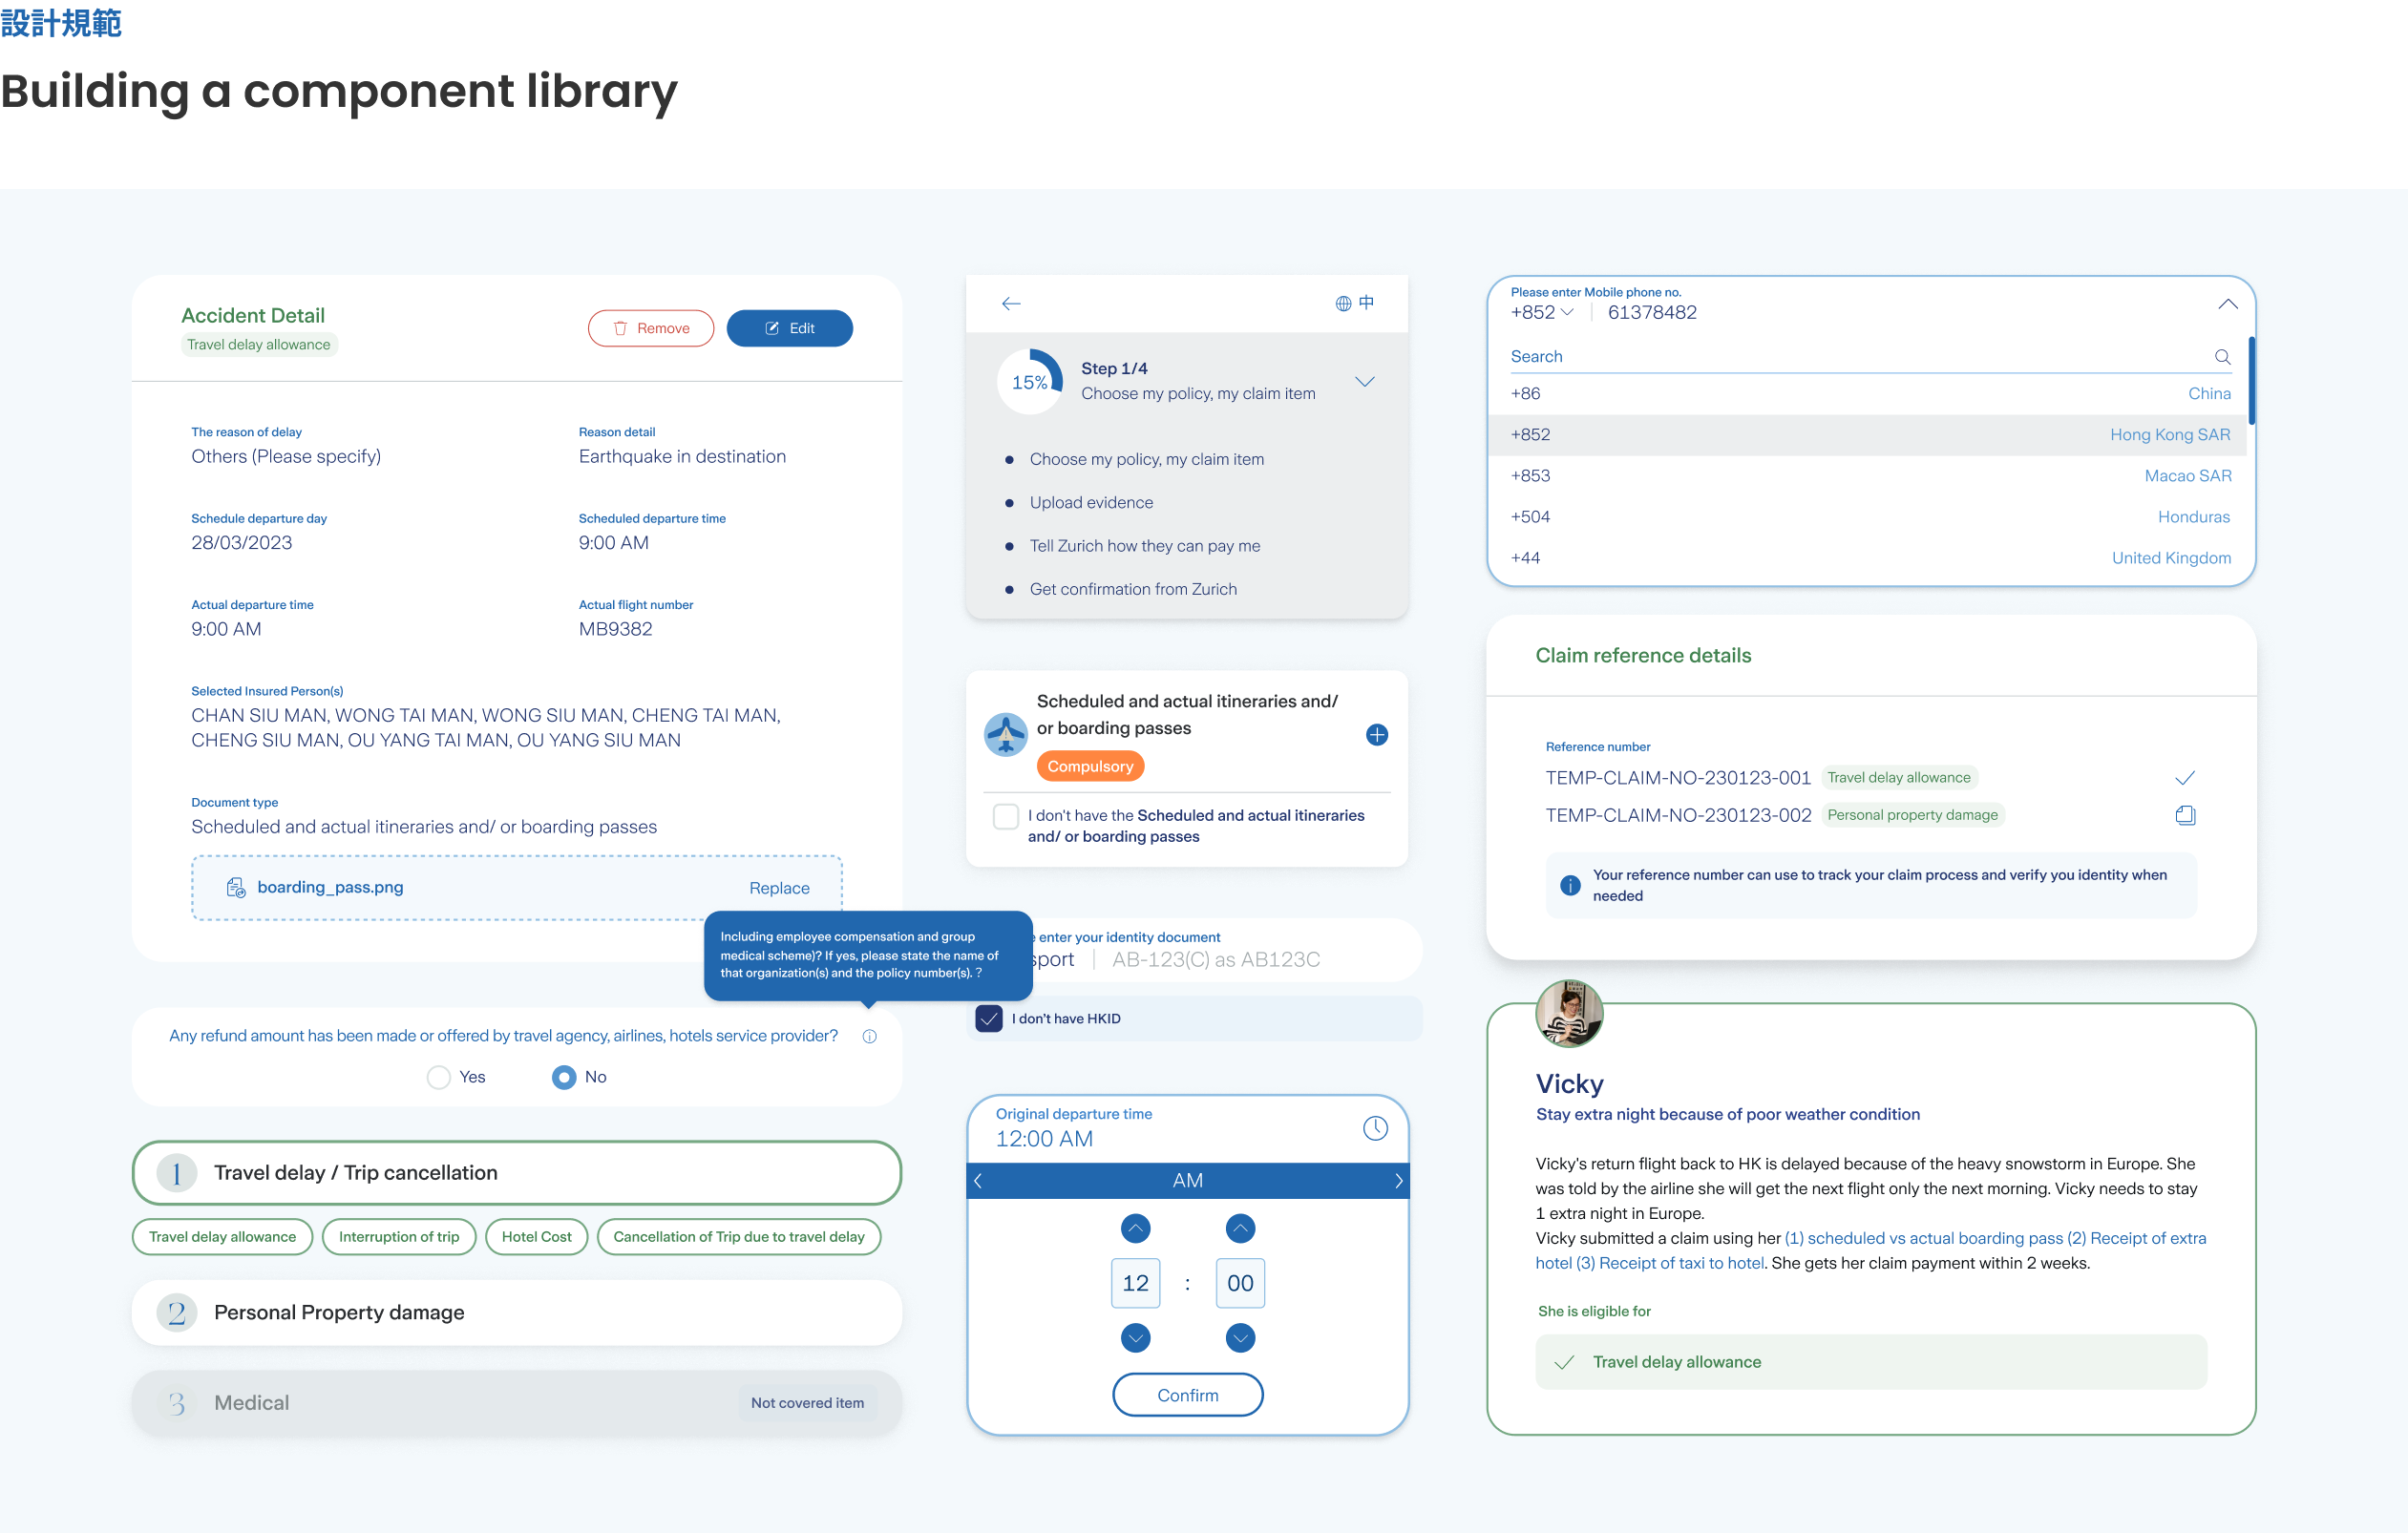 設計規範
Building a component library
Accident Detail
Travel delay allowance
Remove
Edit
The reason of delay
Others (Please specify)
Reason detail
Earthquake in destination
Schedule departure day
28/03/2023
Scheduled departure time
9:00 AM
Actual departure time
9:00 AM
Actual flight number
MB9382
Selected Insured Person(s)
CHAN SIU MAN, WONG TAI MAN, WONG SIU MAN, CHENG TAI MAN,
CHENG SIU MAN, OU YANG TAI MAN, OU YANG SIU MAN
Document type
Scheduled and actual itineraries and/ or boarding passes
boarding_pass.png
Replace
Including employee compensation and group
medical scheme)? If yes, please state the name of
that organization(s) and the policy number(s). ?
Any refund amount has been made or offered by travel agency, airlines, hotels service provider?
Yes
No
1
Travel delay / Trip cancellation
Travel delay allowance
Interruption of trip
Hotel Cost
Cancellation of Trip due to travel delay
2
Personal Property damage
3
Medical
Not covered item
中
15%
Step 1/4
Choose my policy, my claim item
Choose my policy, my claim item
Upload evidence
Tell Zurich how they can pay me
Get confirmation from Zurich
Scheduled and actual itineraries and/
or boarding passes
Compulsory
I don't have the Scheduled and actual itineraries
and/ or boarding passes
enter your identity document
sport
AB-123(C) as AB123C
I don't have HKID
Original departure time
12:00 AM
AM
12 : 00
Confirm
Please enter Mobile phone no.
+852
61378482
Search
+86 China
+852 Hong Kong SAR
+853 Macao SAR
+504 Honduras
+44 United Kingdom
Claim reference details
Reference number
TEMP-CLAIM-NO-230123-001 Travel delay allowance
TEMP-CLAIM-NO-230123-002 Personal property damage
Your reference number can use to track your claim process and verify you identity when
needed
Vicky
Stay extra night because of poor weather condition
Vicky's return flight back to HK is delayed because of the heavy snowstorm in Europe. She
was told by the airline she will get the next flight only the next morning. Vicky needs to stay
1 extra night in Europe.
Vicky submitted a claim using her (1) scheduled vs actual boarding pass (2) Receipt of extra
hotel (3) Receipt of taxi to hotel. She gets her claim payment within 2 weeks.
She is eligible for
Travel delay allowance